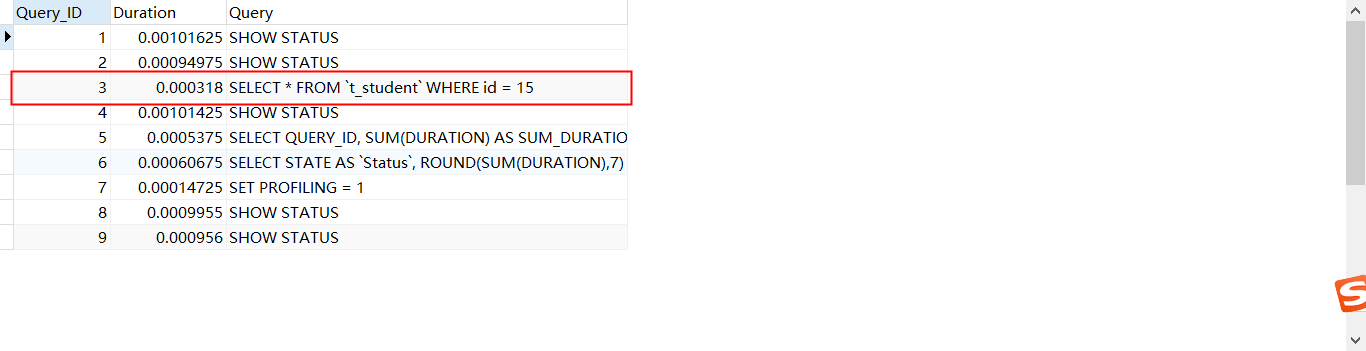 Query_ID Duration Query
1 0.00101625 SHOW STATUS
2 0.00094975 SHOW STATUS
3 0.000318 SELECT * FROM `t_student` WHERE id = 15
4 0.00101425 SHOW STATUS
5 0.0005375 SELECT QUERY_ID, SUM(DURATION) AS SUM_DURATIO
6 0.00060675 SELECT STATE AS `Status`, ROUND(SUM(DURATION),7)
7 0.00014725 SET PROFILING = 1
8 0.0009955 SHOW STATUS
9 0.000956 SHOW STATUS
S